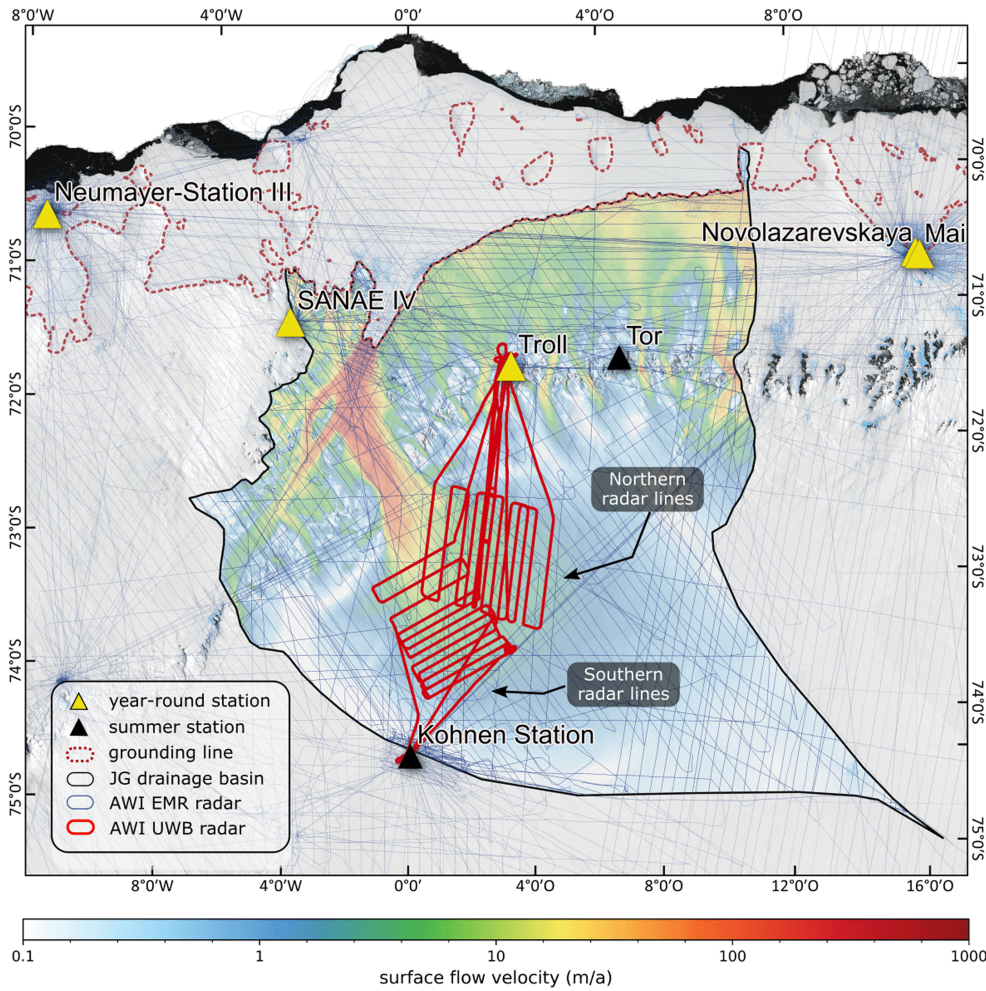 8°0'W 4°0'W 0°0' 4°0'O 8°0'O
70°0'S
71°0'S
72°0'S
73°0'S
74°0'S
75°0'S
70°0'S
71°0'S
72°0'S
73°0'S
74°0'S
75°0'S
Neumayer-Station III
Novolazarevskaya Mai
SANAE IV
Troll
Tor
Northern
radar lines
Southern
radar lines
Kohnen Station
year-round station
summer station
grounding line
JG drainage basin
AWI EMR radar
AWI UWB radar
8°0'W 4°0'W 0°0' 4°0'O 8°0'O 12°0'O 16°0'O
0.1 1 10 100 1000
surface flow velocity (m/a)